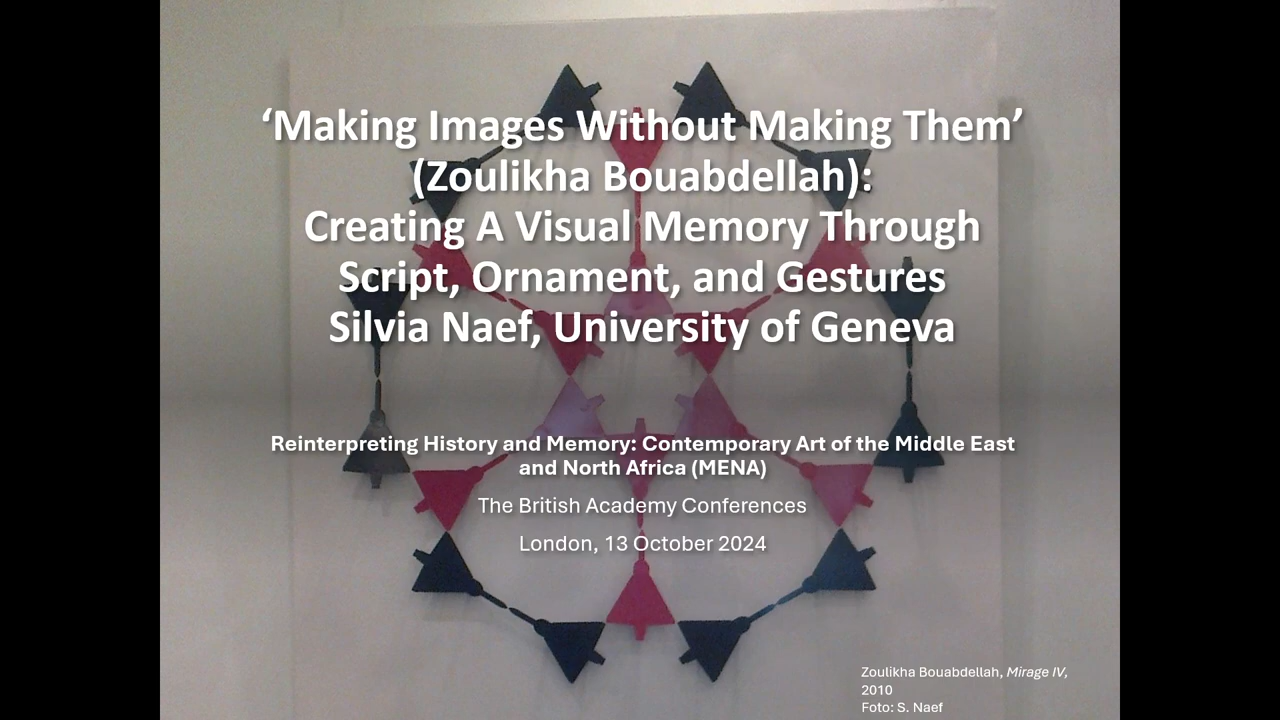 ‘Making Images Without Making Them’
(Zoulikha Bouabdellah):
Creating A Visual Memory Through
Script, Ornament, and Gestures
Silvia Naef, University of Geneva
Reinterpreting History and Memory: Contemporary Art of the Middle East
and North Africa (MENA)
The British Academy Conferences
London, 13 October 2024
Zoulikha Bouabdellah, Mirage IV,
2010
Foto: S. Naef